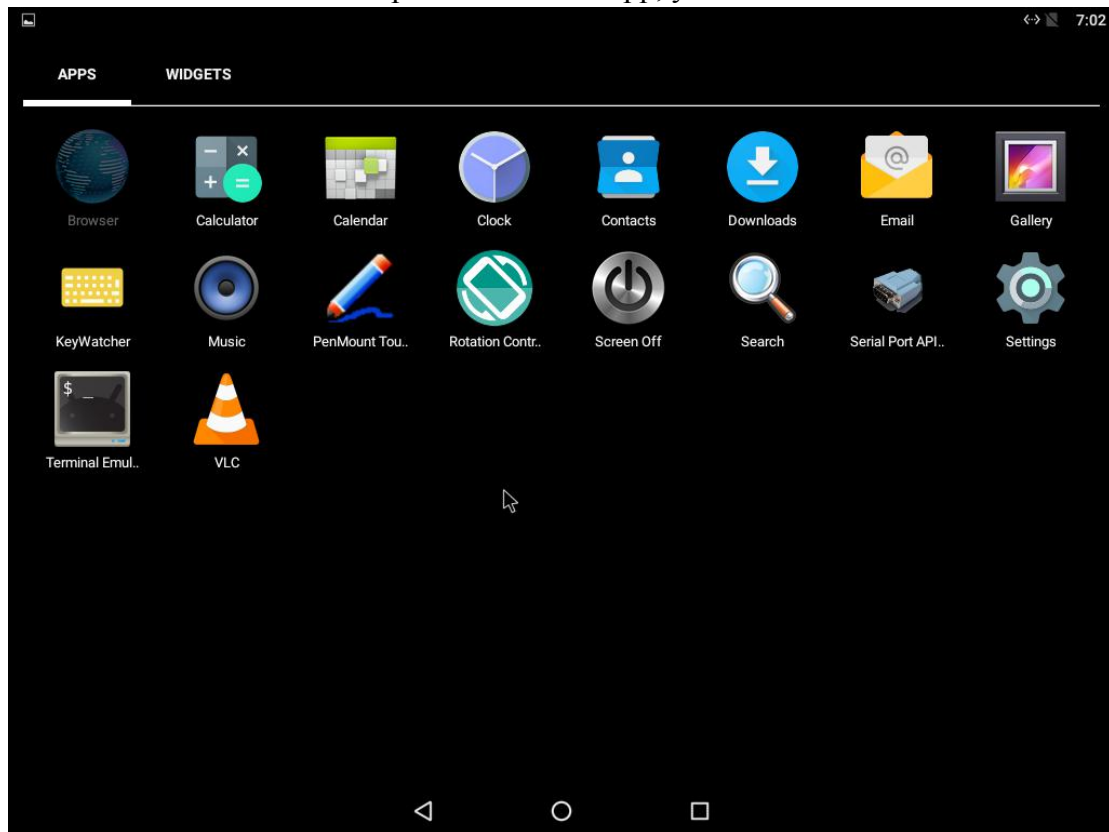 7:02
APPS WIDGETS
Browser Calculator Calendar Clock Contacts Downloads Email Gallery
KeyWatcher Music PenMount Tou.. Rotation Contr.. Screen Off Search Serial Port API.. Settings
$ _
Terminal Emul.. VLC